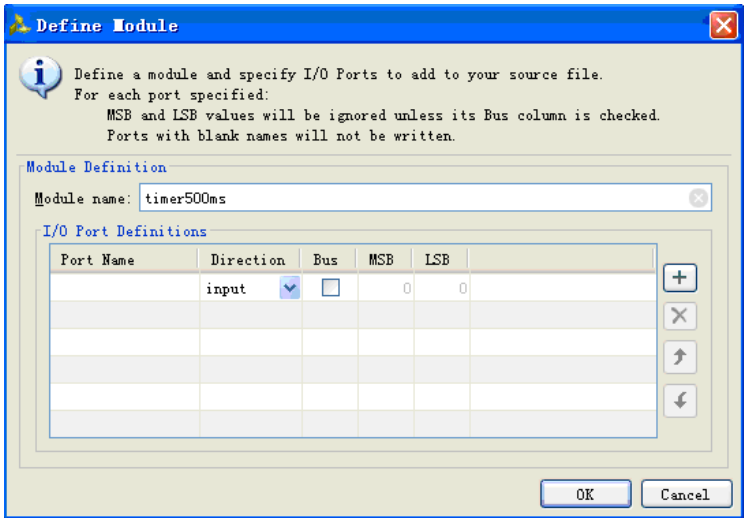 Define Module
Define a module and specify I/O Ports to add to your source file.
For each port specified:
MSB and LSB values will be ignored unless its Bus column is checked.
Ports with blank names will not be written.
Module Definition
Module name: timer500ms
I/O Port Definitions
Port Name Direction Bus MSB LSB
input 0 0
OK Cancel